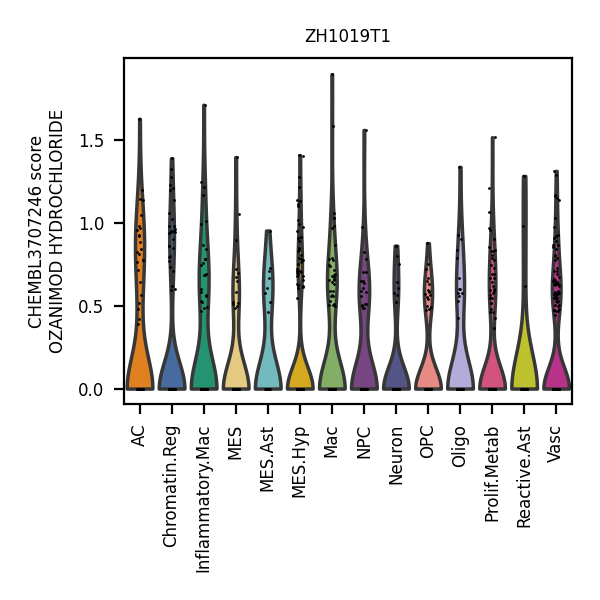 ZH1019T1
CHEMBL3707246 score
OZANIMOD HYDROCHLORIDE
1.5
1.0
0.5
0.0
AC
Chromatin.Reg
Inflammatory.Mac
MES
MES.Ast
MES.Hyp
Mac
NPC
Neuron
OPC
Oligo
Prolif.Metab
Reactive.Ast
Vasc